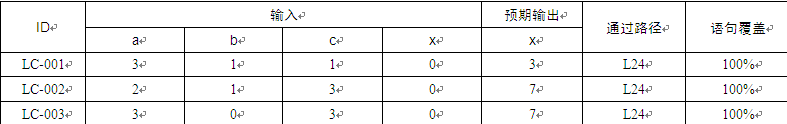 ID 输入 预期输出 通过路径 语句覆盖
a b c x x
LC-001 3 1 1 0 3 L24 100%
LC-002 2 1 3 0 7 L24 100%
LC-003 3 0 3 0 7 L24 100%